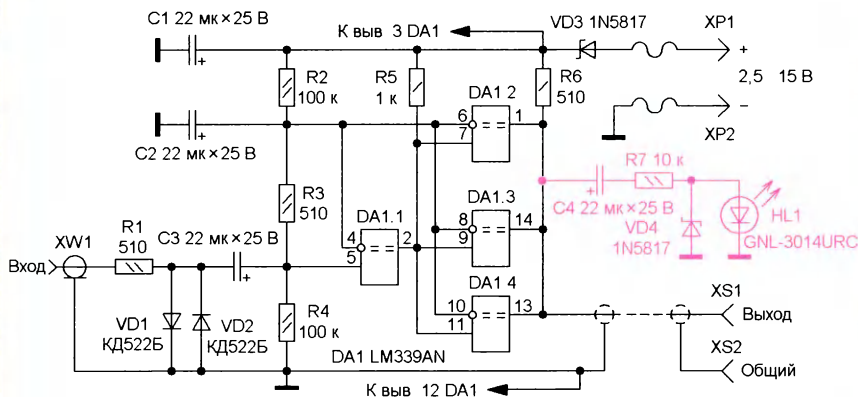 C1 22 мк×25 В
К выв 3 DA1
VD3 1N5817
XP1
+
2,5 15 В
−
XP2
R2
100 к
R5
1 к
R6
510
DA1 2
6
7
1
C2 22 мк×25 В
R3
510
DA1.3
8
9
14
R7 10 к
+
C4 22 мк×25 В
VD4
1N5817
HL1
GNL-3014URC
XW1
Вход
R1
510
C3 22 мк×25 В
+
DA1.1
4
5
2
R4
100 к
DA1 4
10
11
13
VD1
КД522Б
VD2
КД522Б
DA1 LM339AN
К выв 12 DA1
XS1
Выход
XS2
Общий
+
+